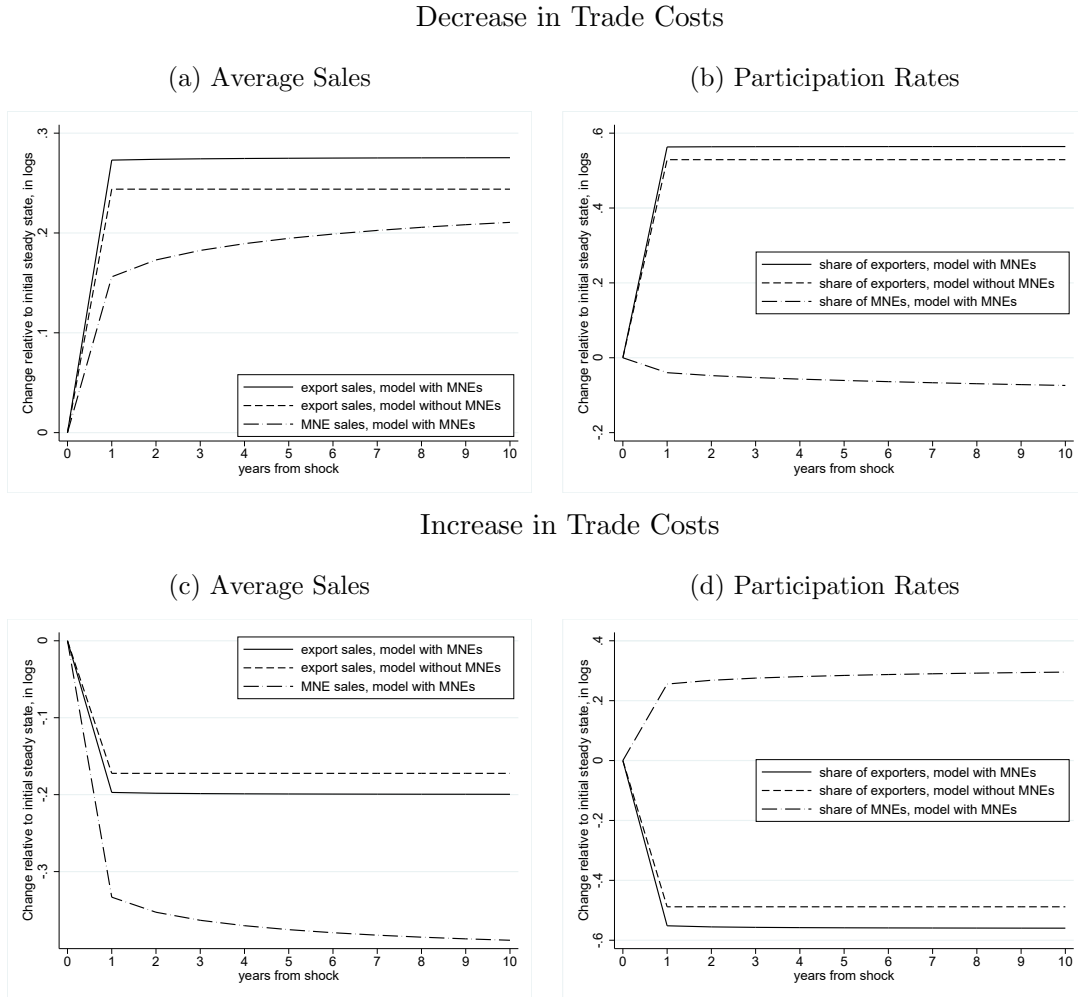 Decrease in Trade Costs
(a) Average Sales
(b) Participation Rates
Change relative to initial steady state, in logs
0 .1 .2 .3
0 1 2 3 4 5 6 7 8 9 10
years from shock
export sales, model with MNEs
export sales, model without MNEs
MNE sales, model with MNEs
Change relative to initial steady state, in logs
-.2 0 .2 .4 .6
0 1 2 3 4 5 6 7 8 9 10
years from shock
share of exporters, model with MNEs
share of exporters, model without MNEs
share of MNEs, model with MNEs
Increase in Trade Costs
(c) Average Sales
(d) Participation Rates
Change relative to initial steady state, in logs
-.3 -.2 -.1 0
0 1 2 3 4 5 6 7 8 9 10
years from shock
export sales, model with MNEs
export sales, model without MNEs
MNE sales, model with MNEs
Change relative to initial steady state, in logs
-.6 -.4 -.2 0 .2 .4
0 1 2 3 4 5 6 7 8 9 10
years from shock
share of exporters, model with MNEs
share of exporters, model without MNEs
share of MNEs, model with MNEs